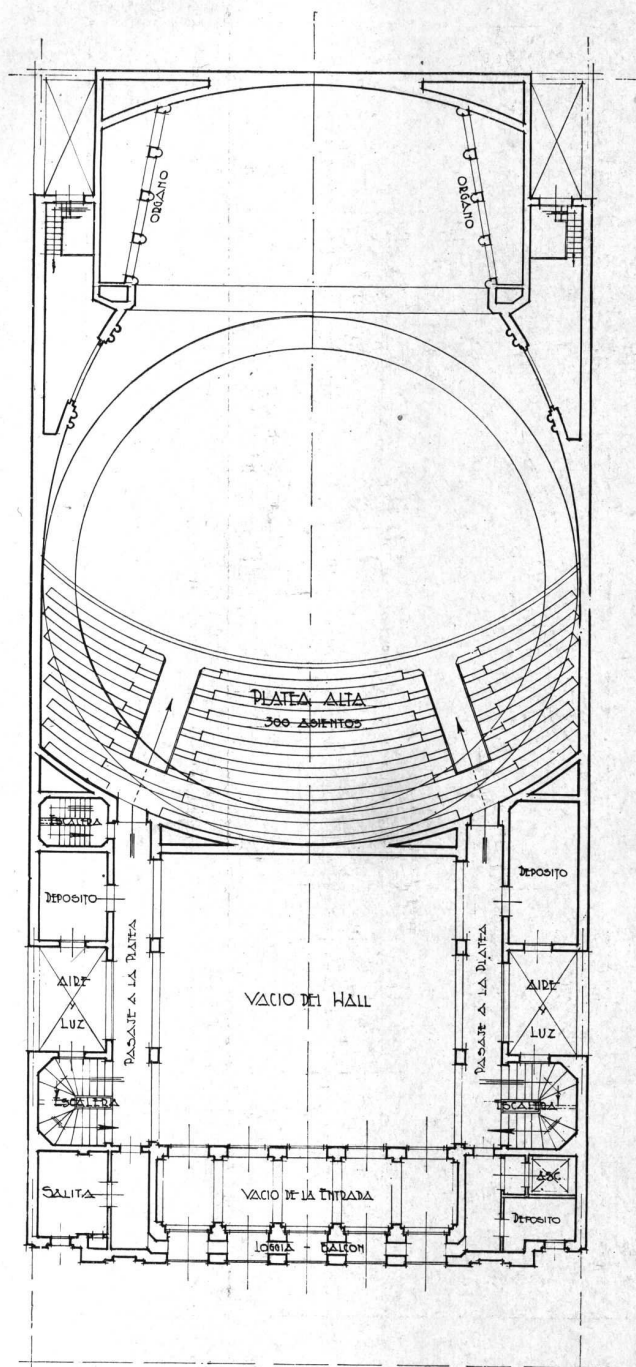 ORGANO
ORGANO
PLATEA ALTA
300 ASIENTOS
ESCALERA
DEPOSITO
DEPOSITO
PASAJE A LA PLATEA
PASAJE A LA PLATEA
AIRE
Y
LUZ
VACIO DEL HALL
AIRE
Y
LUZ
ESCALERA
ESCALERA
SALITA
VACIO DE LA ENTRADA
ASC
DEPOSITO
LOGGIA - BALCON